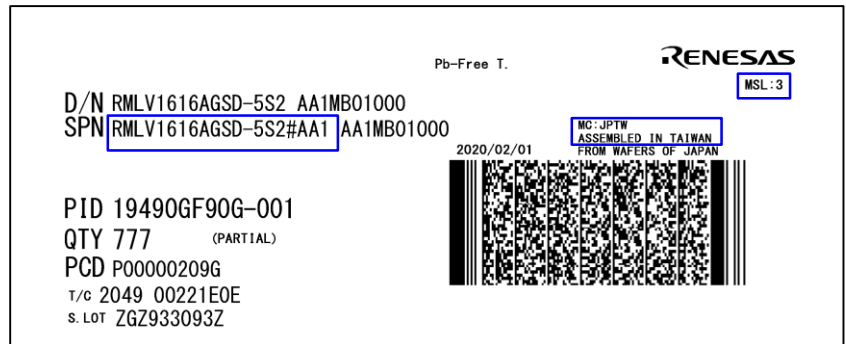 RENESAS
Pb-Free T.
MSL:3
D/N RMLV1616AGSD-5S2 AA1MB01000
SPN RMLV1616AGSD-5S2#AA1 AA1MB01000
MC:JPTW
ASSEMBLED IN TAIWAN
2020/02/01 FROM WAFERS OF JAPAN
PID 19490GF90G-001
QTY 777 (PARTIAL)
PCD P00000209G
T/C 2049 00221E0E
S.LOT ZGZ933093Z